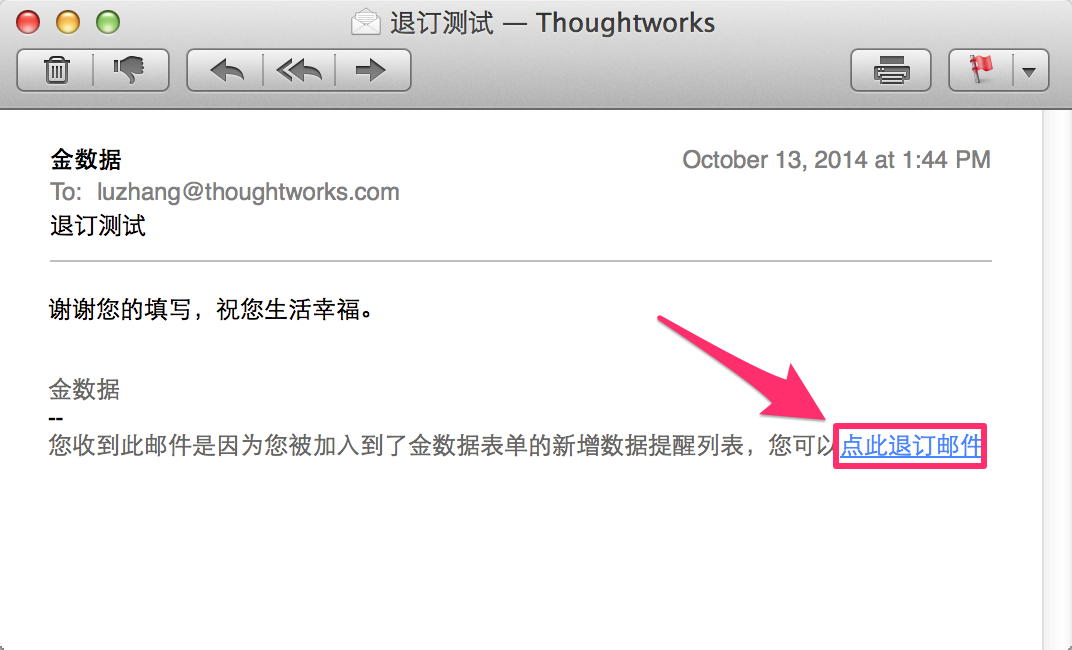 退订测试 — Thoughtworks
金数据
October 13, 2014 at 1:44 PM
To: luzhang@thoughtworks.com
退订测试
谢谢您的填写，祝您生活幸福。
金数据
--
您收到此邮件是因为您被加入到了金数据表单的新增数据提醒列表，您可以点此退订邮件